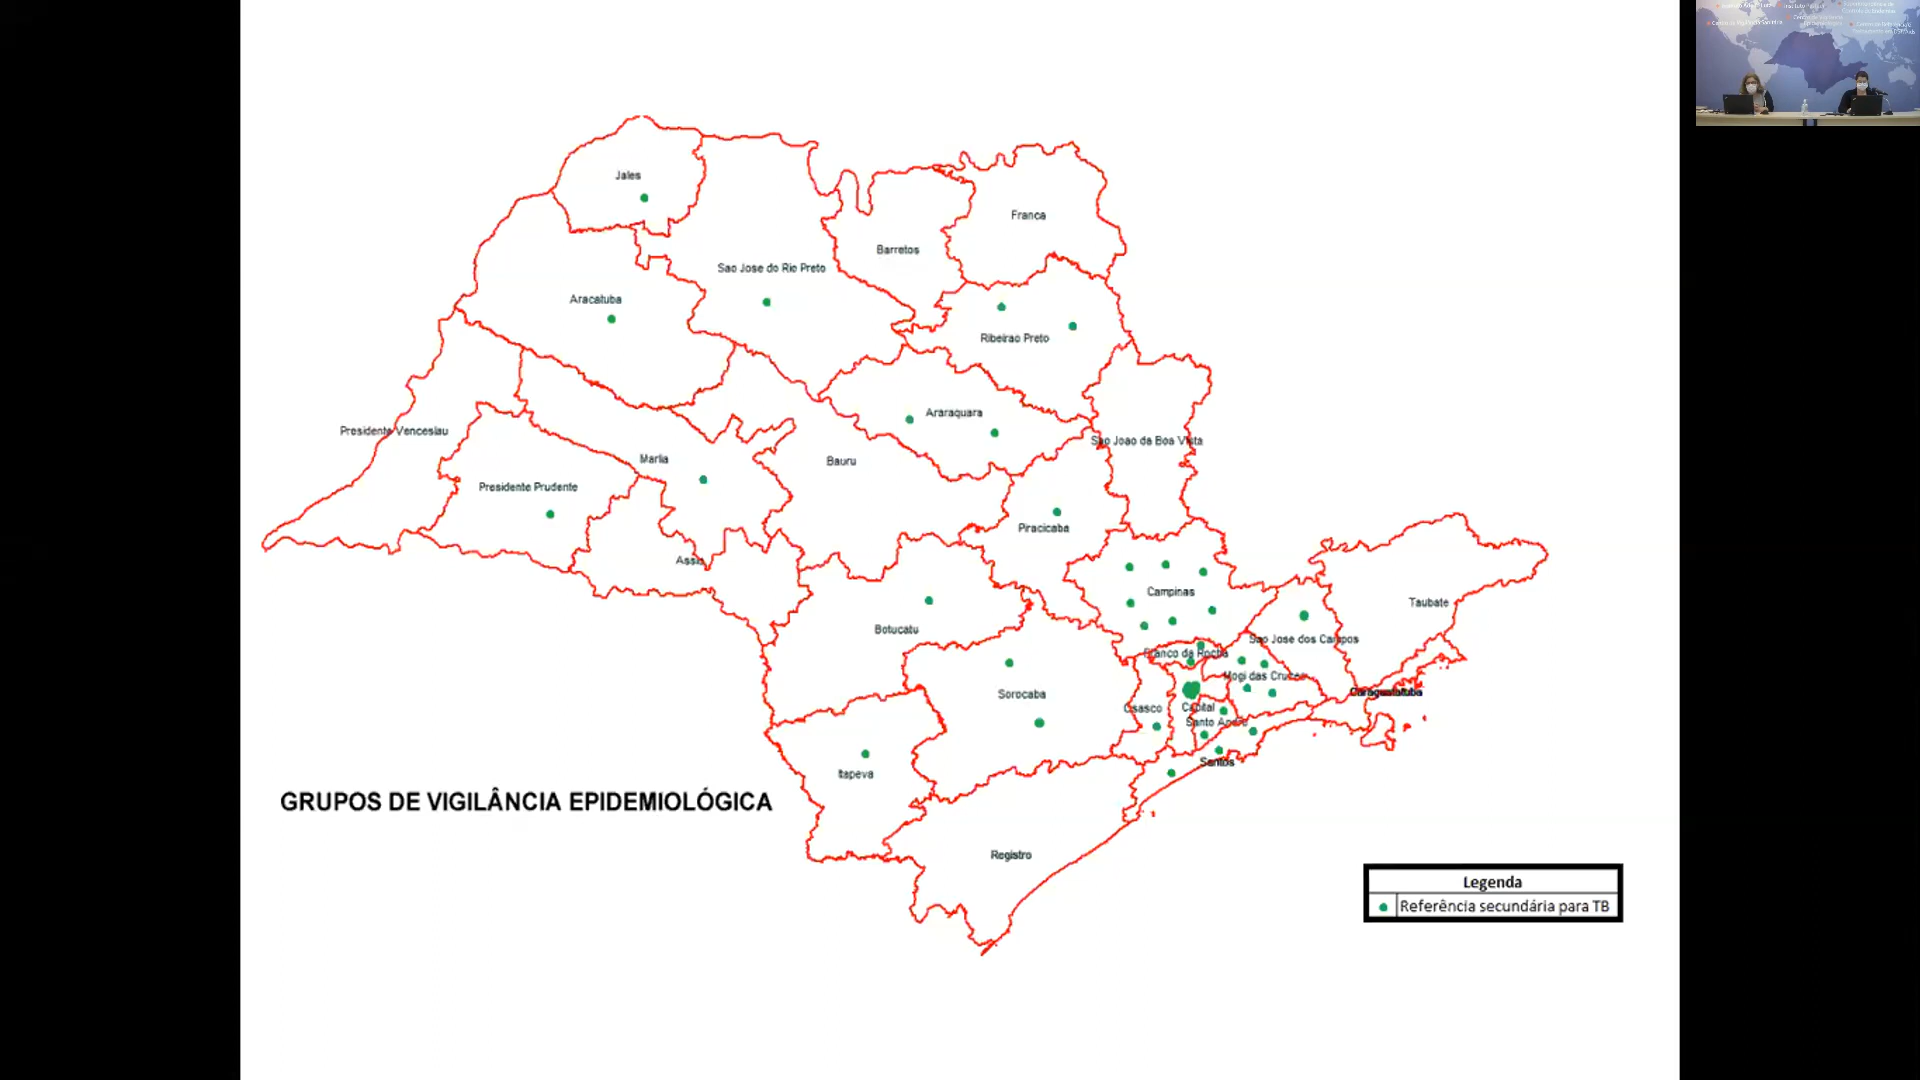 Jales
Franca
Barretos
Sao Jose do Rio Preto
Aracatuba
Ribeirao Preto
Araraquara
Presidente Venceslau
Sao Joao da Boa Vista
Marlia
Bauru
Presidente Prudente
Piracicaba
Assis
Campinas
Taubate
Botucatu
Sao Jose dos Campos
Franco da Rocha
Mogi das Cruzes
Sorocaba
Caraguatatuba
Osasco
Capital
Santo Andre
Santos
Itapeva
GRUPOS DE VIGILÂNCIA EPIDEMIOLÓGICA
Registro
Legenda
Referência secundária para TB